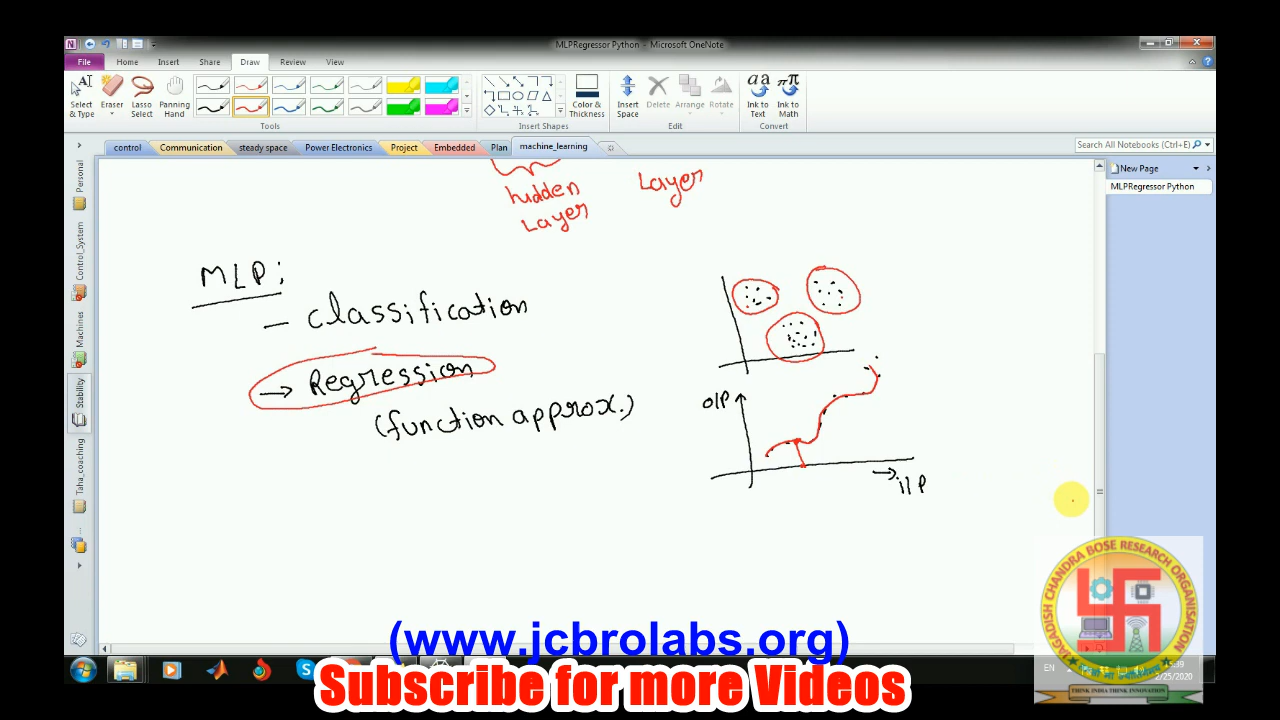 MLPRegressor Python - Microsoft OneNote
File Home Insert Share Draw Review View
Select & Type
Eraser
Lasso Select
Panning Hand
Color & Thickness
Insert Space
Delete
Arrange
Rotate
Ink to Text
Ink to Math
Tools
Insert Shapes
Edit
Convert
control Communication steady space Power Electronics Project Embedded Plan machine_learning
Search All Notebooks (Ctrl+E)
New Page
MLPRegressor Python
Personal
Control_System
Machines
Stability
Taha_coaching
hidden Layer
Layer
MLP:
- classification
→ Regression
(function approx.)
o/P
→ i/P
JAGADISH CHANDRA BOSE RESEARCH ORGANISATION
THINK INDIA THINK INNOVATION
EN
15:39
2/25/2020
(www.jcbrolabs.org)
Subscribe for more Videos